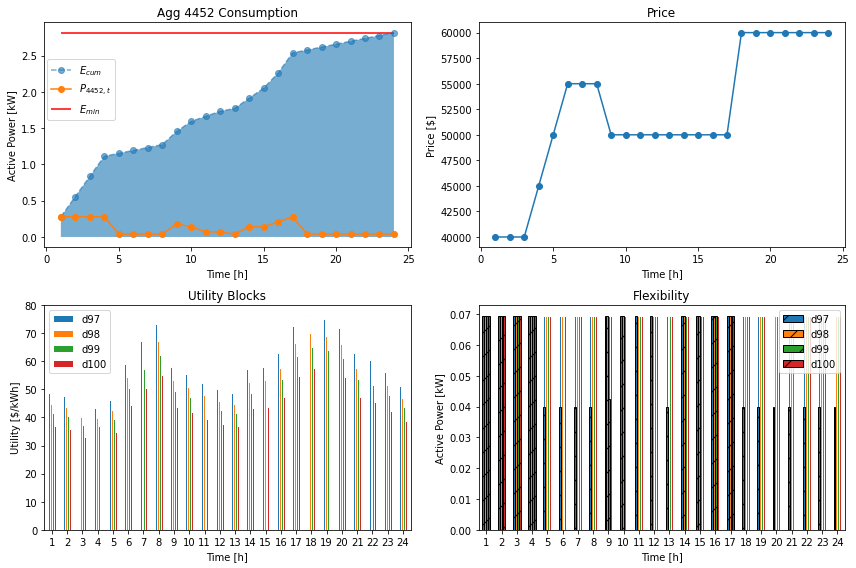 Agg 4452 Consumption
Active Power [kW]
2.5
2.0
1.5
1.0
0.5
0.0
E_cum
P_4452,t
E_min
0 5 10 15 20 25
Time [h]
Price
Price [$]
60000
57500
55000
52500
50000
47500
45000
42500
40000
0 5 10 15 20 25
Time [h]
Utility Blocks
Utility [$/kWh]
80
70
60
50
40
30
20
10
0
d97
d98
d99
d100
1 2 3 4 5 6 7 8 9 10 11 12 13 14 15 16 17 18 19 20 21 22 23 24
Time [h]
Flexibility
Active Power [kW]
0.07
0.06
0.05
0.04
0.03
0.02
0.01
0.00
d97
d98
d99
d100
1 2 3 4 5 6 7 8 9 10 11 12 13 14 15 16 17 18 19 20 21 22 23 24
Time [h]